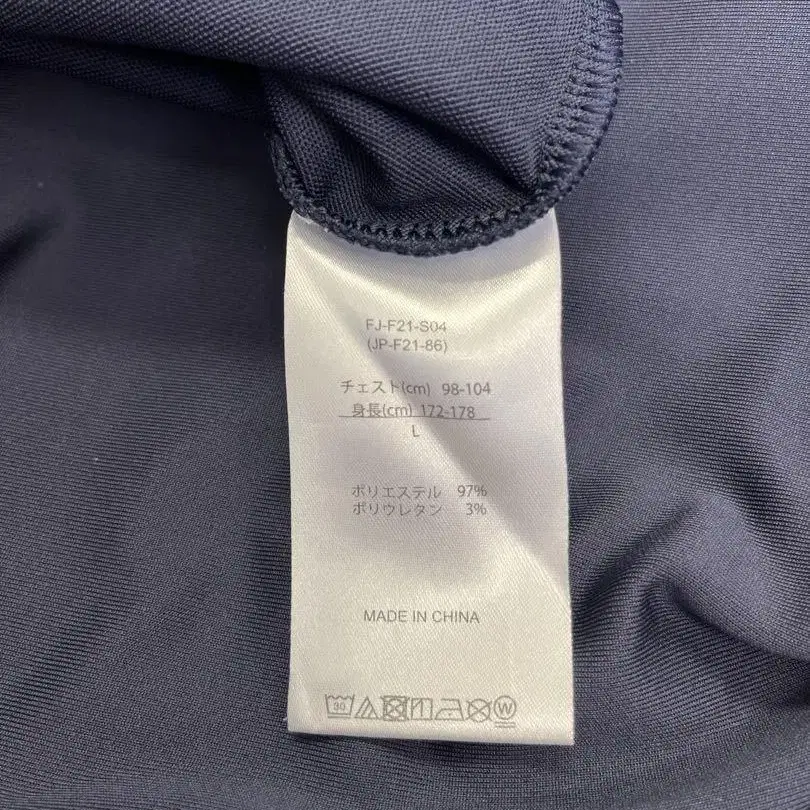 FJ-F21-S04
(JP-F21-86)
チェスト(cm) 98-104
身長(cm) 172-178
L
ポリエステル 97%
ポリウレタン 3%
MADE IN CHINA
30
W